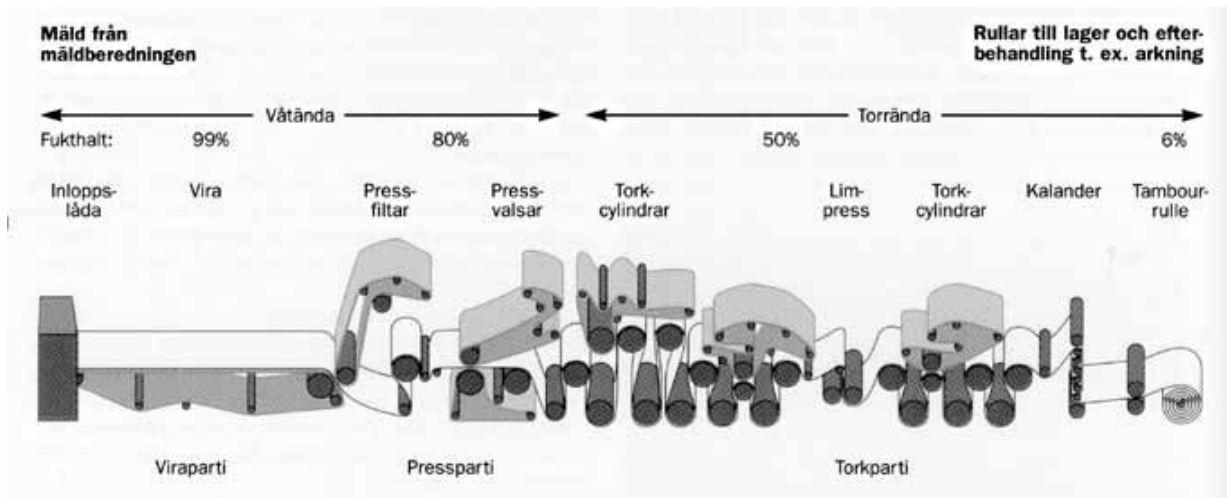 Mäld från
mäldberedningen
Rullar till lager och efter-
behandling t. ex. arkning
Våtända
Torrända
Fukthalt: 99% 80% 50% 6%
Inlopps-
låda
Vira
Press-
filtar
Press-
valsar
Tork-
cylindrar
Lim-
press
Tork-
cylindrar
Kalander
Tambour-
rulle
Viraparti
Pressparti
Torkparti